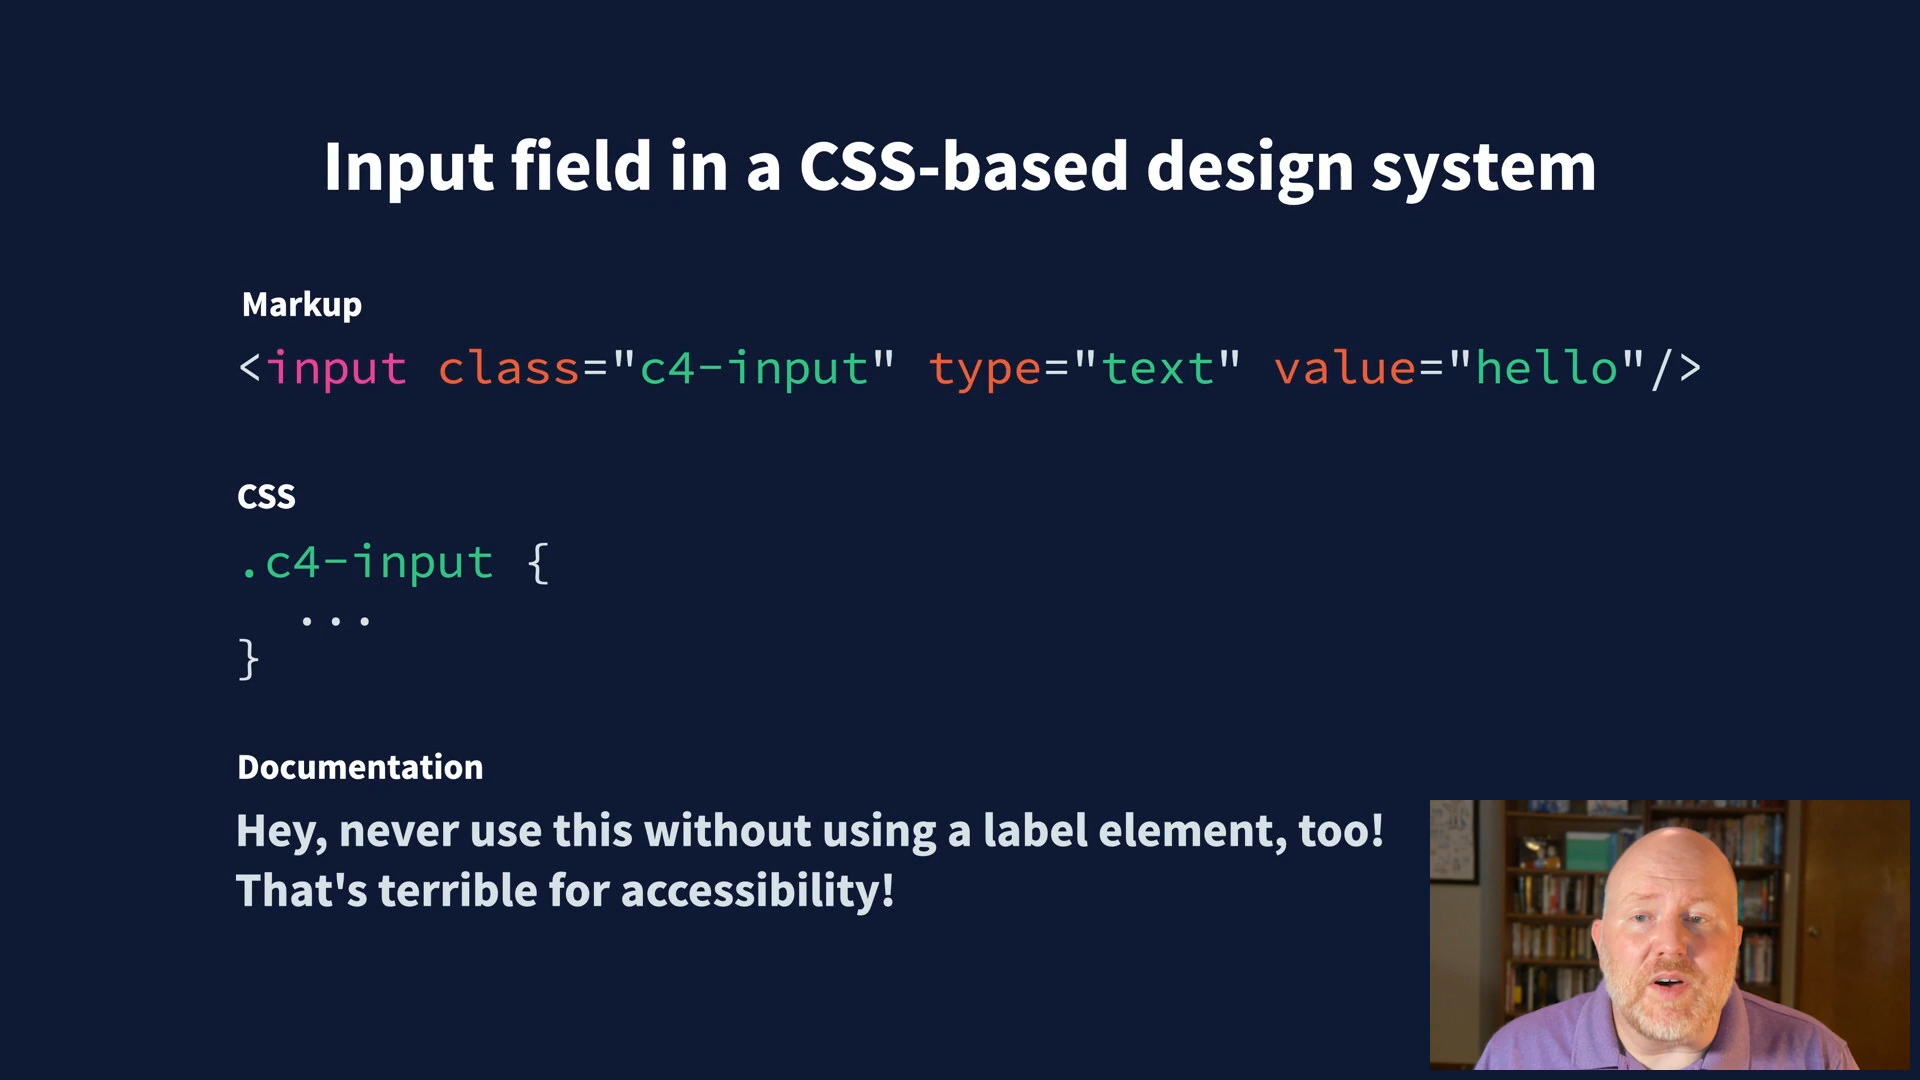 Input field in a CSS-based design system
Markup
<input class="c4-input" type="text" value="hello"/>
CSS
.c4-input {
...
}
Documentation
Hey, never use this without using a label element, too!
That's terrible for accessibility!